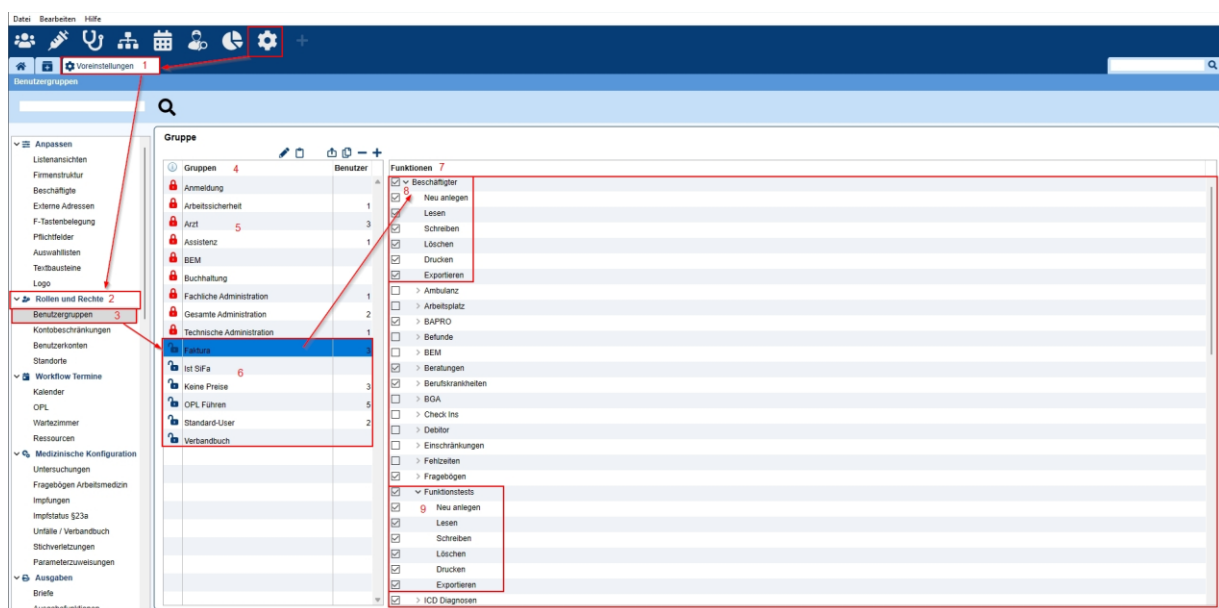 Datei Bearbeiten Hilfe
Voreinstellungen 1
Benutzergruppen
Anpassen
Listenansichten
Firmenstruktur
Beschäftigte
Externe Adressen
F-Tastenbelegung
Pflichtfelder
Auswahllisten
Textbausteine
Logo
Rollen und Rechte 2
Benutzergruppen 3
Kontobeschränkungen
Benutzerkonten
Standorte
Workflow Termine
Kalender
OPL
Wartezimmer
Ressourcen
Medizinische Konfiguration
Untersuchungen
Fragebögen Arbeitsmedizin
Impfungen
Impfstatus §23a
Unfälle / Verbandbuch
Stichverletzungen
Parameterzuweisungen
Ausgaben
Briefe
Gruppe
Gruppen 4 Benutzer
Anmeldung
Arbeitssicherheit 1
Arzt 5 3
Assistenz 1
BEM
Buchhaltung
Fachliche Administration 1
Gesamte Administration 2
Technische Administration 1
Faktura 3
Ist SiFa
6
Keine Preise 3
OPL Führen 5
Standard-User 2
Verbandbuch
Funktionen 7
Beschäftigter
8
Neu anlegen
Lesen
Schreiben
Löschen
Drucken
Exportieren
Ambulanz
Arbeitsplatz
BAPRO
Befunde
BEM
Beratungen
Berufskrankheiten
BGA
Check Ins
Debitor
Einschränkungen
Fehlzeiten
Fragebögen
Funktionstests
9 Neu anlegen
Lesen
Schreiben
Löschen
Drucken
Exportieren
ICD Diagnosen